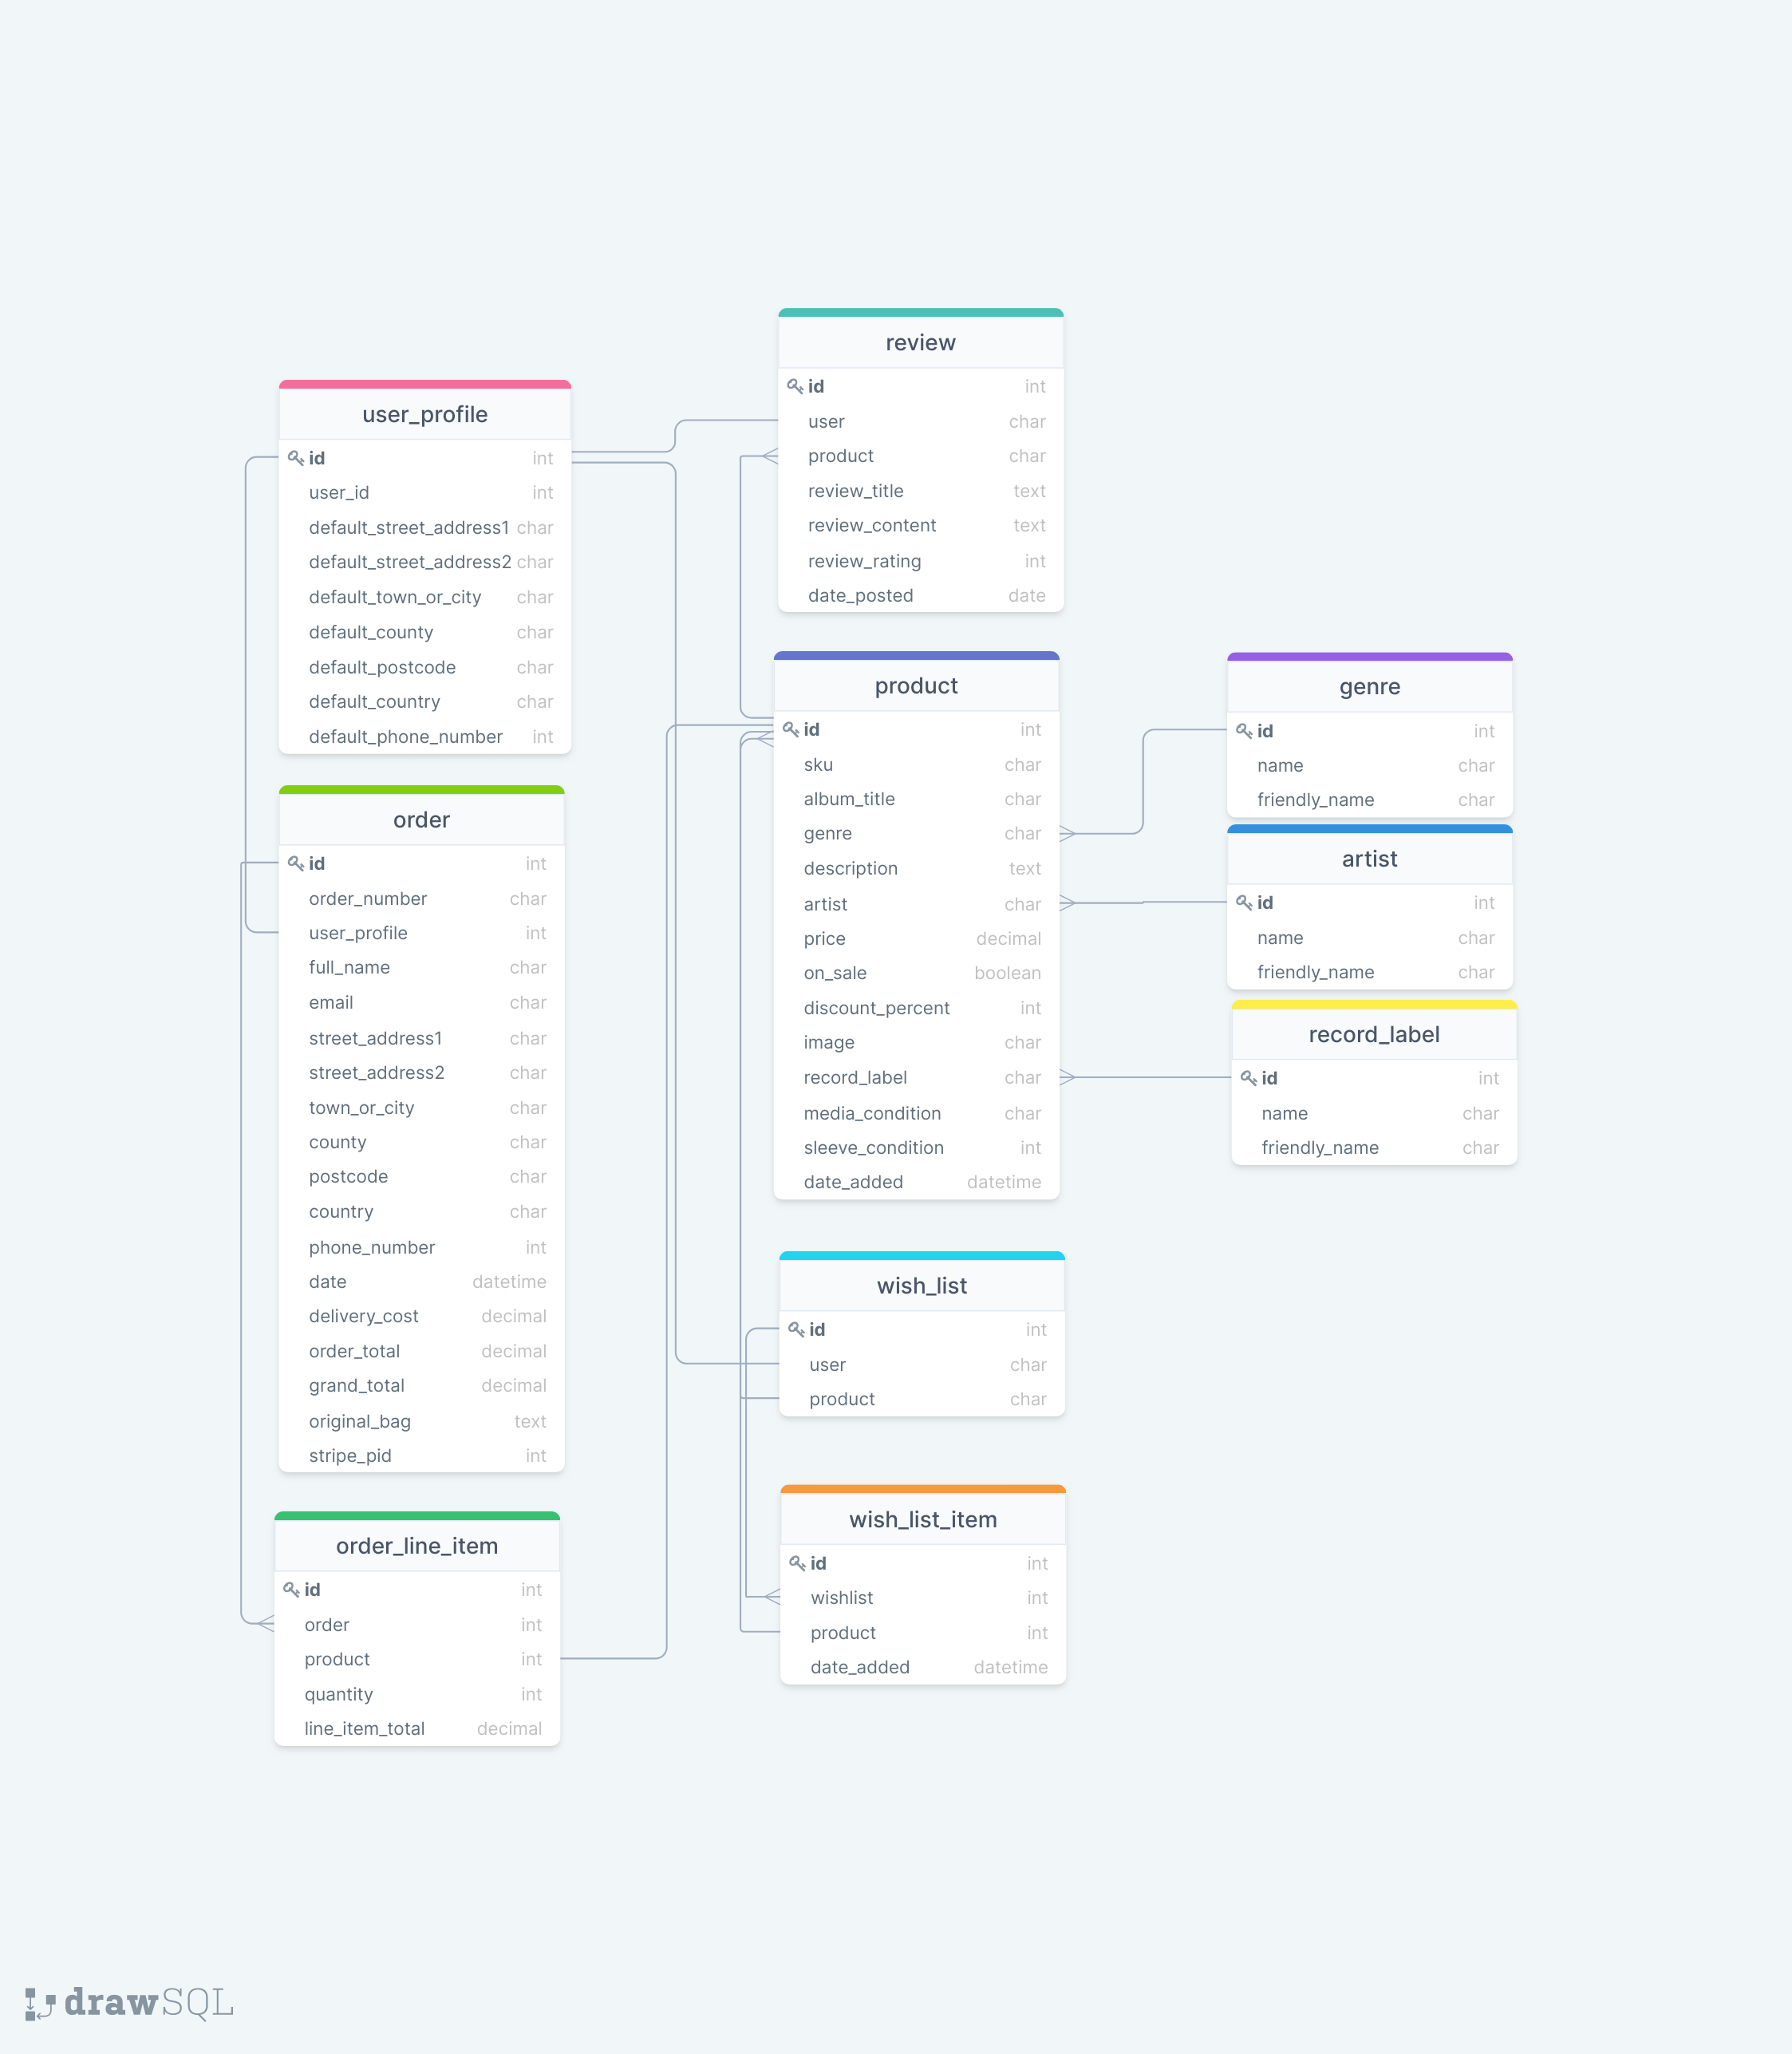 review
id int
user char
product char
review_title text
review_content text
review_rating int
date_posted date
user_profile
id int
user_id int
default_street_address1 char
default_street_address2 char
default_town_or_city char
default_county char
default_postcode char
default_country char
default_phone_number int
product
id int
sku char
album_title char
genre char
description text
artist char
price decimal
on_sale boolean
discount_percent int
image char
record_label char
media_condition char
sleeve_condition int
date_added datetime
genre
id int
name char
friendly_name char
artist
id int
name char
friendly_name char
record_label
id int
name char
friendly_name char
order
id int
order_number char
user_profile int
full_name char
email char
street_address1 char
street_address2 char
town_or_city char
county char
postcode char
country char
phone_number int
date datetime
delivery_cost decimal
order_total decimal
grand_total decimal
original_bag text
stripe_pid int
wish_list
id int
user char
product char
wish_list_item
id int
wishlist int
product int
date_added datetime
order_line_item
id int
order int
product int
quantity int
line_item_total decimal
drawSQL